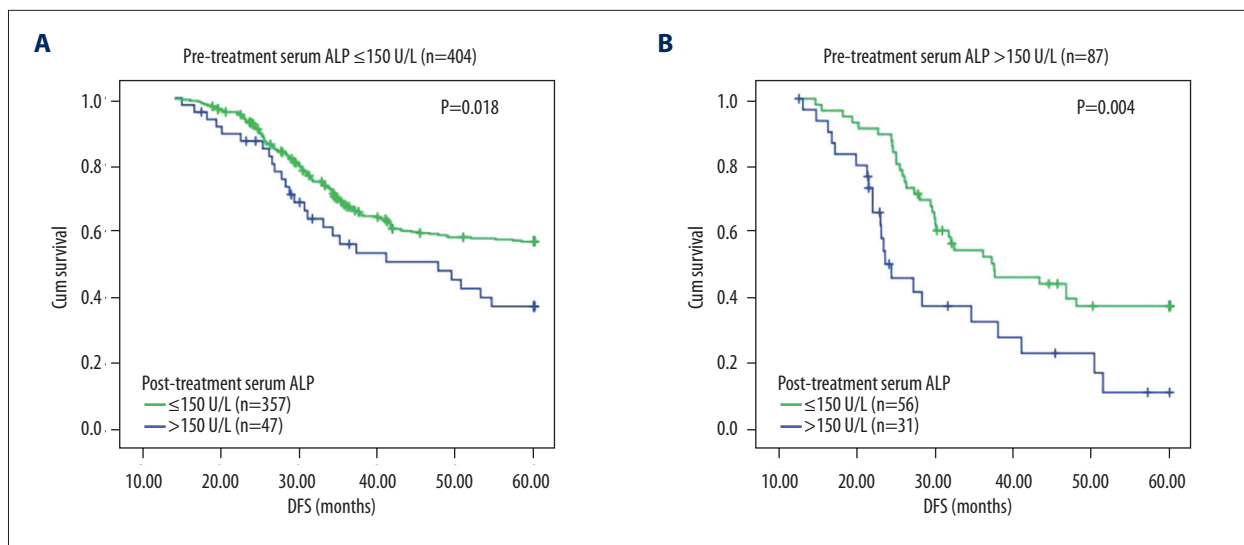 A
Pre-treatment serum ALP ≤150 U/L (n=404)
P=0.018
1.0
0.8
0.6
0.4
0.2
0.0
Cum survival
Post-treatment serum ALP
≤150 U/L (n=357)
>150 U/L (n=47)
10.00 20.00 30.00 40.00 50.00 60.00
DFS (months)
B
Pre-treatment serum ALP >150 U/L (n=87)
P=0.004
1.0
0.8
0.6
0.4
0.2
0.0
Cum survival
Post-treatment serum ALP
≤150 U/L (n=56)
>150 U/L (n=31)
10.00 20.00 30.00 40.00 50.00 60.00
DFS (months)